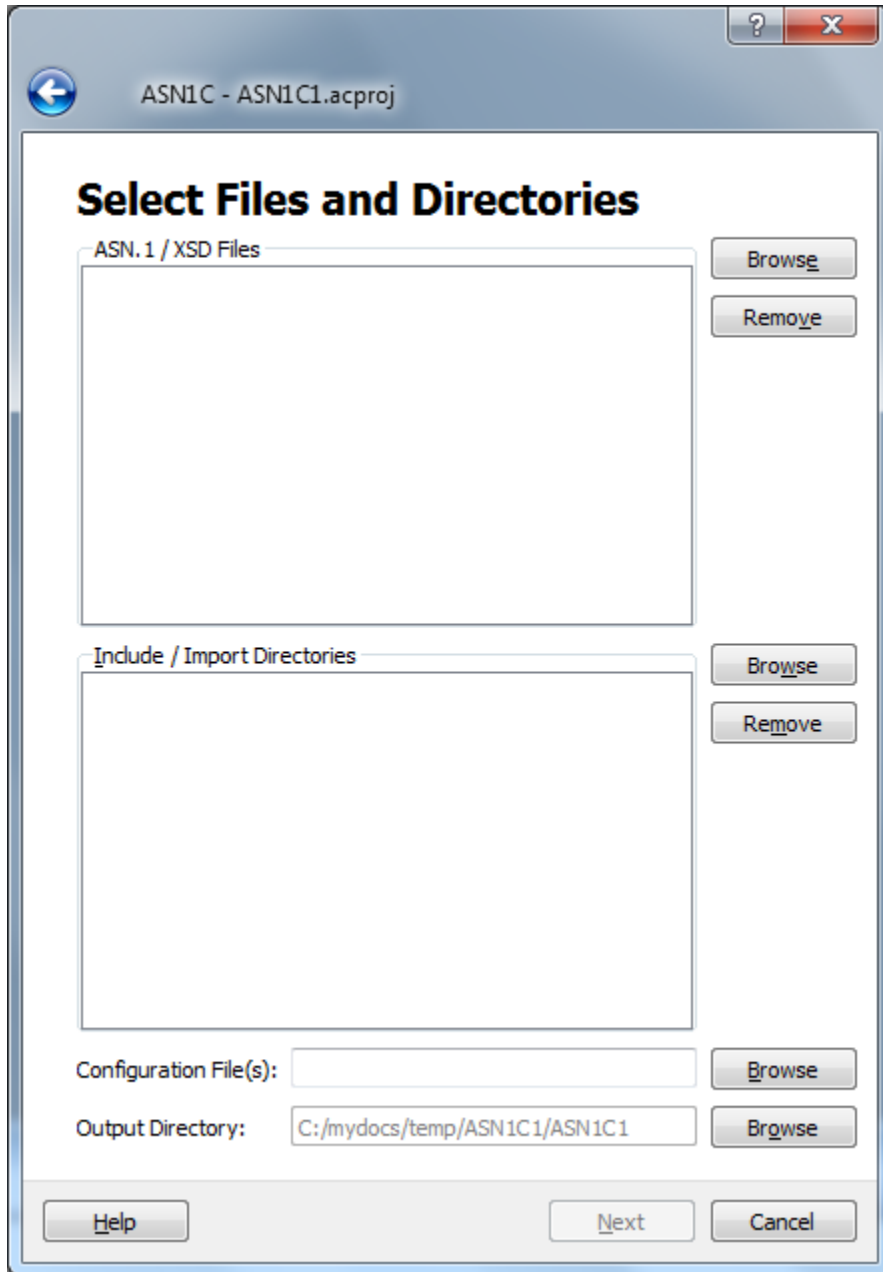 ?
ASN1C - ASN1C1.acproj
Select Files and Directories
ASN.1 / XSD Files
Browse
Remove
Include / Import Directories
Browse
Remove
Configuration File(s): Browse
Output Directory: C:/mydocs/temp/ASN1C1/ASN1C1 Browse
Help Next Cancel